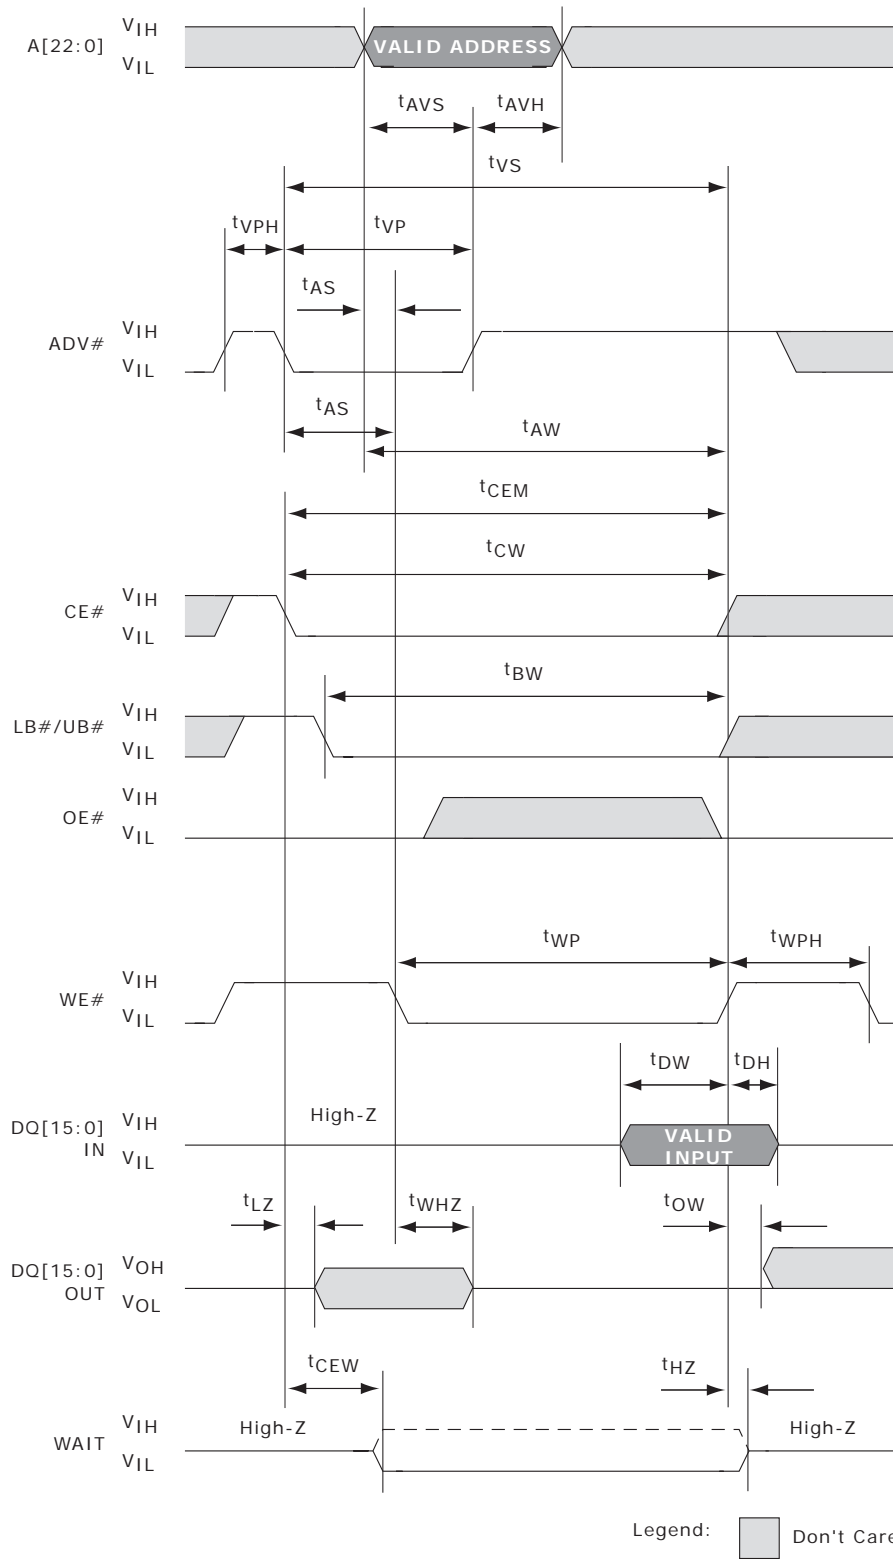 A[22:0]
VIH
VIL
VALID ADDRESS
tAVS
tAVH
tVS
tVPH
tVP
tAS
ADV#
VIH
VIL
tAS
tAW
tCEM
tCW
CE#
VIH
VIL
tBW
LB#/UB#
VIH
VIL
OE#
VIH
VIL
tWP
tWPH
WE#
VIH
VIL
tDW
tDH
DQ[15:0]
IN
VIH
VIL
High-Z
VALID
INPUT
tLZ
tWHZ
tOW
DQ[15:0]
OUT
VOH
VOL
tCEW
tHZ
WAIT
VIH
VIL
High-Z
High-Z
Legend:
Don't Care